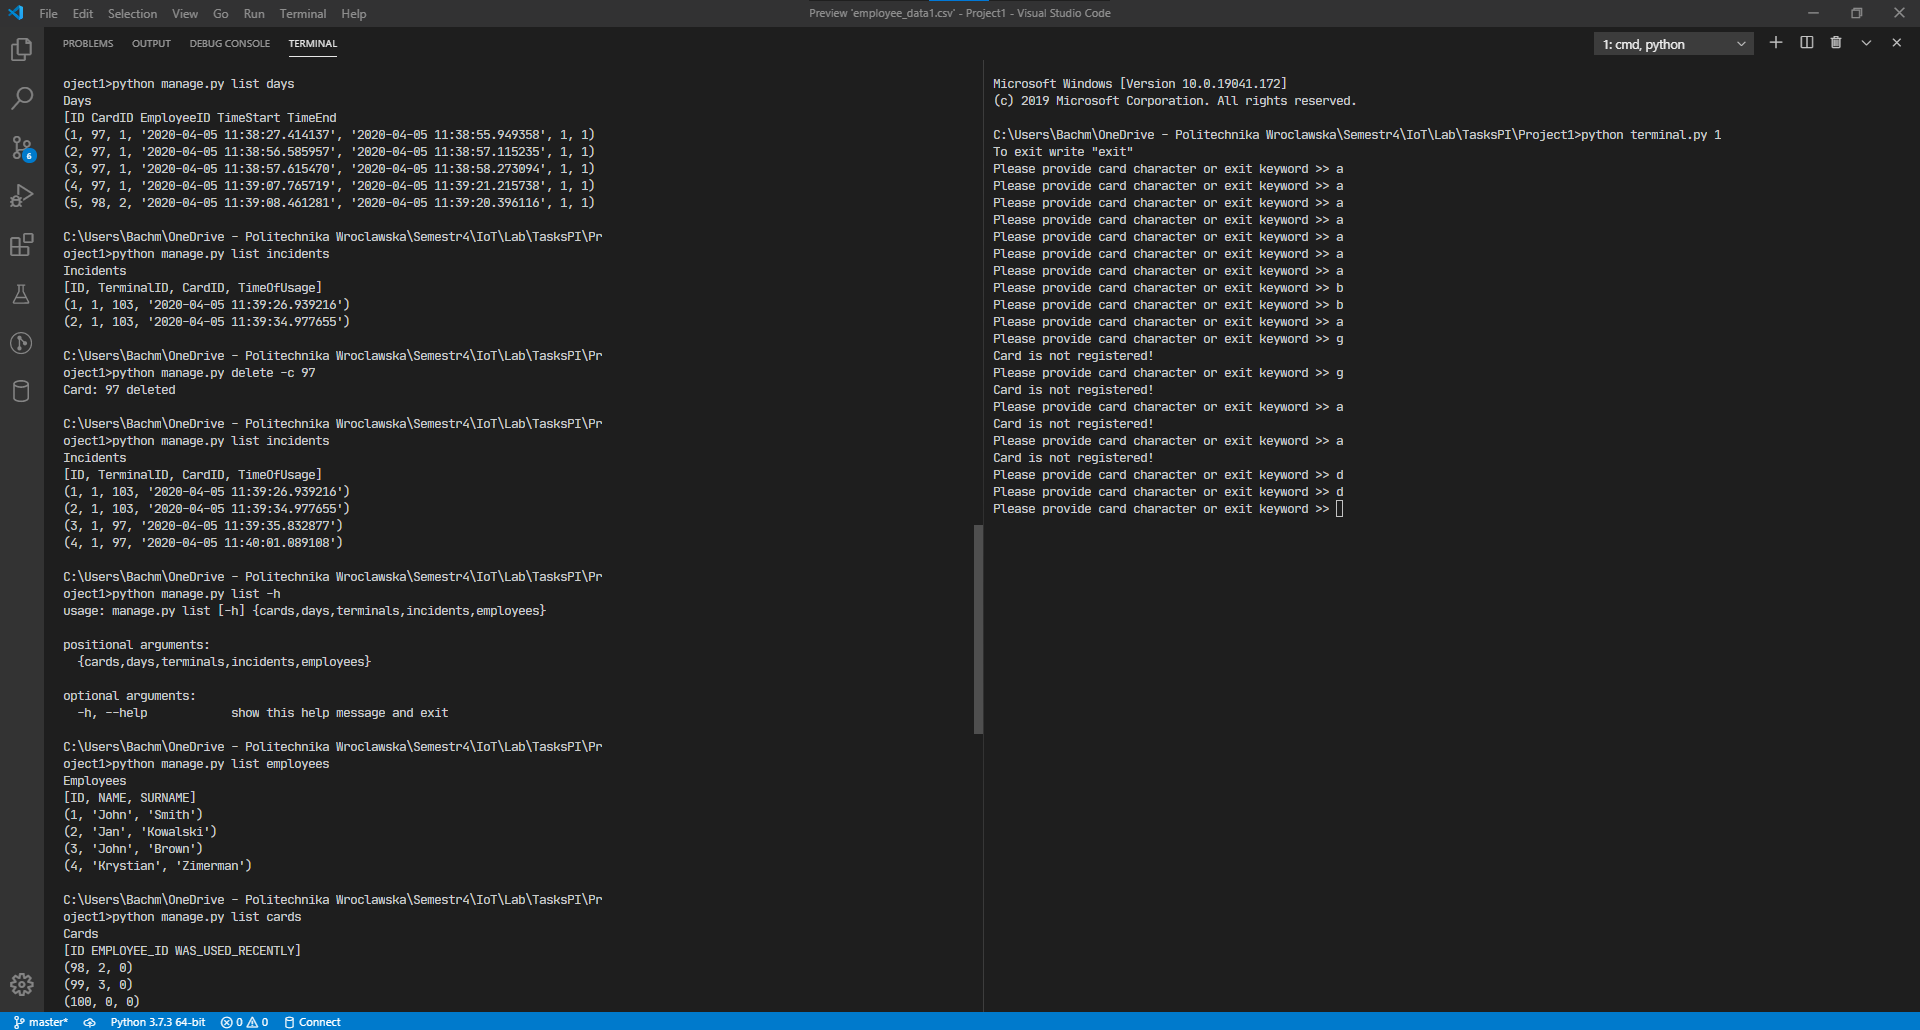 File Edit Selection View Go Run Terminal Help
Preview 'employee_data1.csv' - Project1 - Visual Studio Code
PROBLEMS OUTPUT DEBUG CONSOLE TERMINAL
1: cmd, python
oject1>python manage.py list days
Days
[ID CardID EmployeeID TimeStart TimeEnd
(1, 97, 1, '2020-04-05 11:38:27.414137', '2020-04-05 11:38:55.949358', 1, 1)
(2, 97, 1, '2020-04-05 11:38:56.585957', '2020-04-05 11:38:57.115235', 1, 1)
(3, 97, 1, '2020-04-05 11:38:57.615470', '2020-04-05 11:38:58.273094', 1, 1)
(4, 97, 1, '2020-04-05 11:39:07.765719', '2020-04-05 11:39:21.215738', 1, 1)
(5, 98, 2, '2020-04-05 11:39:08.461281', '2020-04-05 11:39:20.396116', 1, 1)
C:\Users\Bachm\OneDrive - Politechnika Wroclawska\Semestr4\IoT\Lab\TasksPI\Pr
oject1>python manage.py list incidents
Incidents
[ID, TerminalID, CardID, TimeOfUsage]
(1, 1, 103, '2020-04-05 11:39:26.939216')
(2, 1, 103, '2020-04-05 11:39:34.977655')
C:\Users\Bachm\OneDrive - Politechnika Wroclawska\Semestr4\IoT\Lab\TasksPI\Pr
oject1>python manage.py delete -c 97
Card: 97 deleted
C:\Users\Bachm\OneDrive - Politechnika Wroclawska\Semestr4\IoT\Lab\TasksPI\Pr
oject1>python manage.py list incidents
Incidents
[ID, TerminalID, CardID, TimeOfUsage]
(1, 1, 103, '2020-04-05 11:39:26.939216')
(2, 1, 103, '2020-04-05 11:39:34.977655')
(3, 1, 97, '2020-04-05 11:39:35.832877')
(4, 1, 97, '2020-04-05 11:40:01.089108')
C:\Users\Bachm\OneDrive - Politechnika Wroclawska\Semestr4\IoT\Lab\TasksPI\Pr
oject1>python manage.py list -h
usage: manage.py list [-h] {cards,days,terminals,incidents,employees}
positional arguments:
{cards,days,terminals,incidents,employees}
optional arguments:
-h, --help show this help message and exit
C:\Users\Bachm\OneDrive - Politechnika Wroclawska\Semestr4\IoT\Lab\TasksPI\Pr
oject1>python manage.py list employees
Employees
[ID, NAME, SURNAME]
(1, 'John', 'Smith')
(2, 'Jan', 'Kowalski')
(3, 'John', 'Brown')
(4, 'Krystian', 'Zimerman')
C:\Users\Bachm\OneDrive - Politechnika Wroclawska\Semestr4\IoT\Lab\TasksPI\Pr
oject1>python manage.py list cards
Cards
[ID EMPLOYEE_ID WAS_USED_RECENTLY]
(98, 2, 0)
(99, 3, 0)
(100, 0, 0)
Microsoft Windows [Version 10.0.19041.172]
(c) 2019 Microsoft Corporation. All rights reserved.
C:\Users\Bachm\OneDrive - Politechnika Wroclawska\Semestr4\IoT\Lab\TasksPI\Project1>python terminal.py 1
To exit write "exit"
Please provide card character or exit keyword >> a
Please provide card character or exit keyword >> a
Please provide card character or exit keyword >> a
Please provide card character or exit keyword >> a
Please provide card character or exit keyword >> a
Please provide card character or exit keyword >> a
Please provide card character or exit keyword >> a
Please provide card character or exit keyword >> b
Please provide card character or exit keyword >> b
Please provide card character or exit keyword >> a
Please provide card character or exit keyword >> g
Card is not registered!
Please provide card character or exit keyword >> g
Card is not registered!
Please provide card character or exit keyword >> a
Card is not registered!
Please provide card character or exit keyword >> a
Card is not registered!
Please provide card character or exit keyword >> d
Please provide card character or exit keyword >> d
Please provide card character or exit keyword >>
6
master* Python 3.7.3 64-bit 0 0 Connect